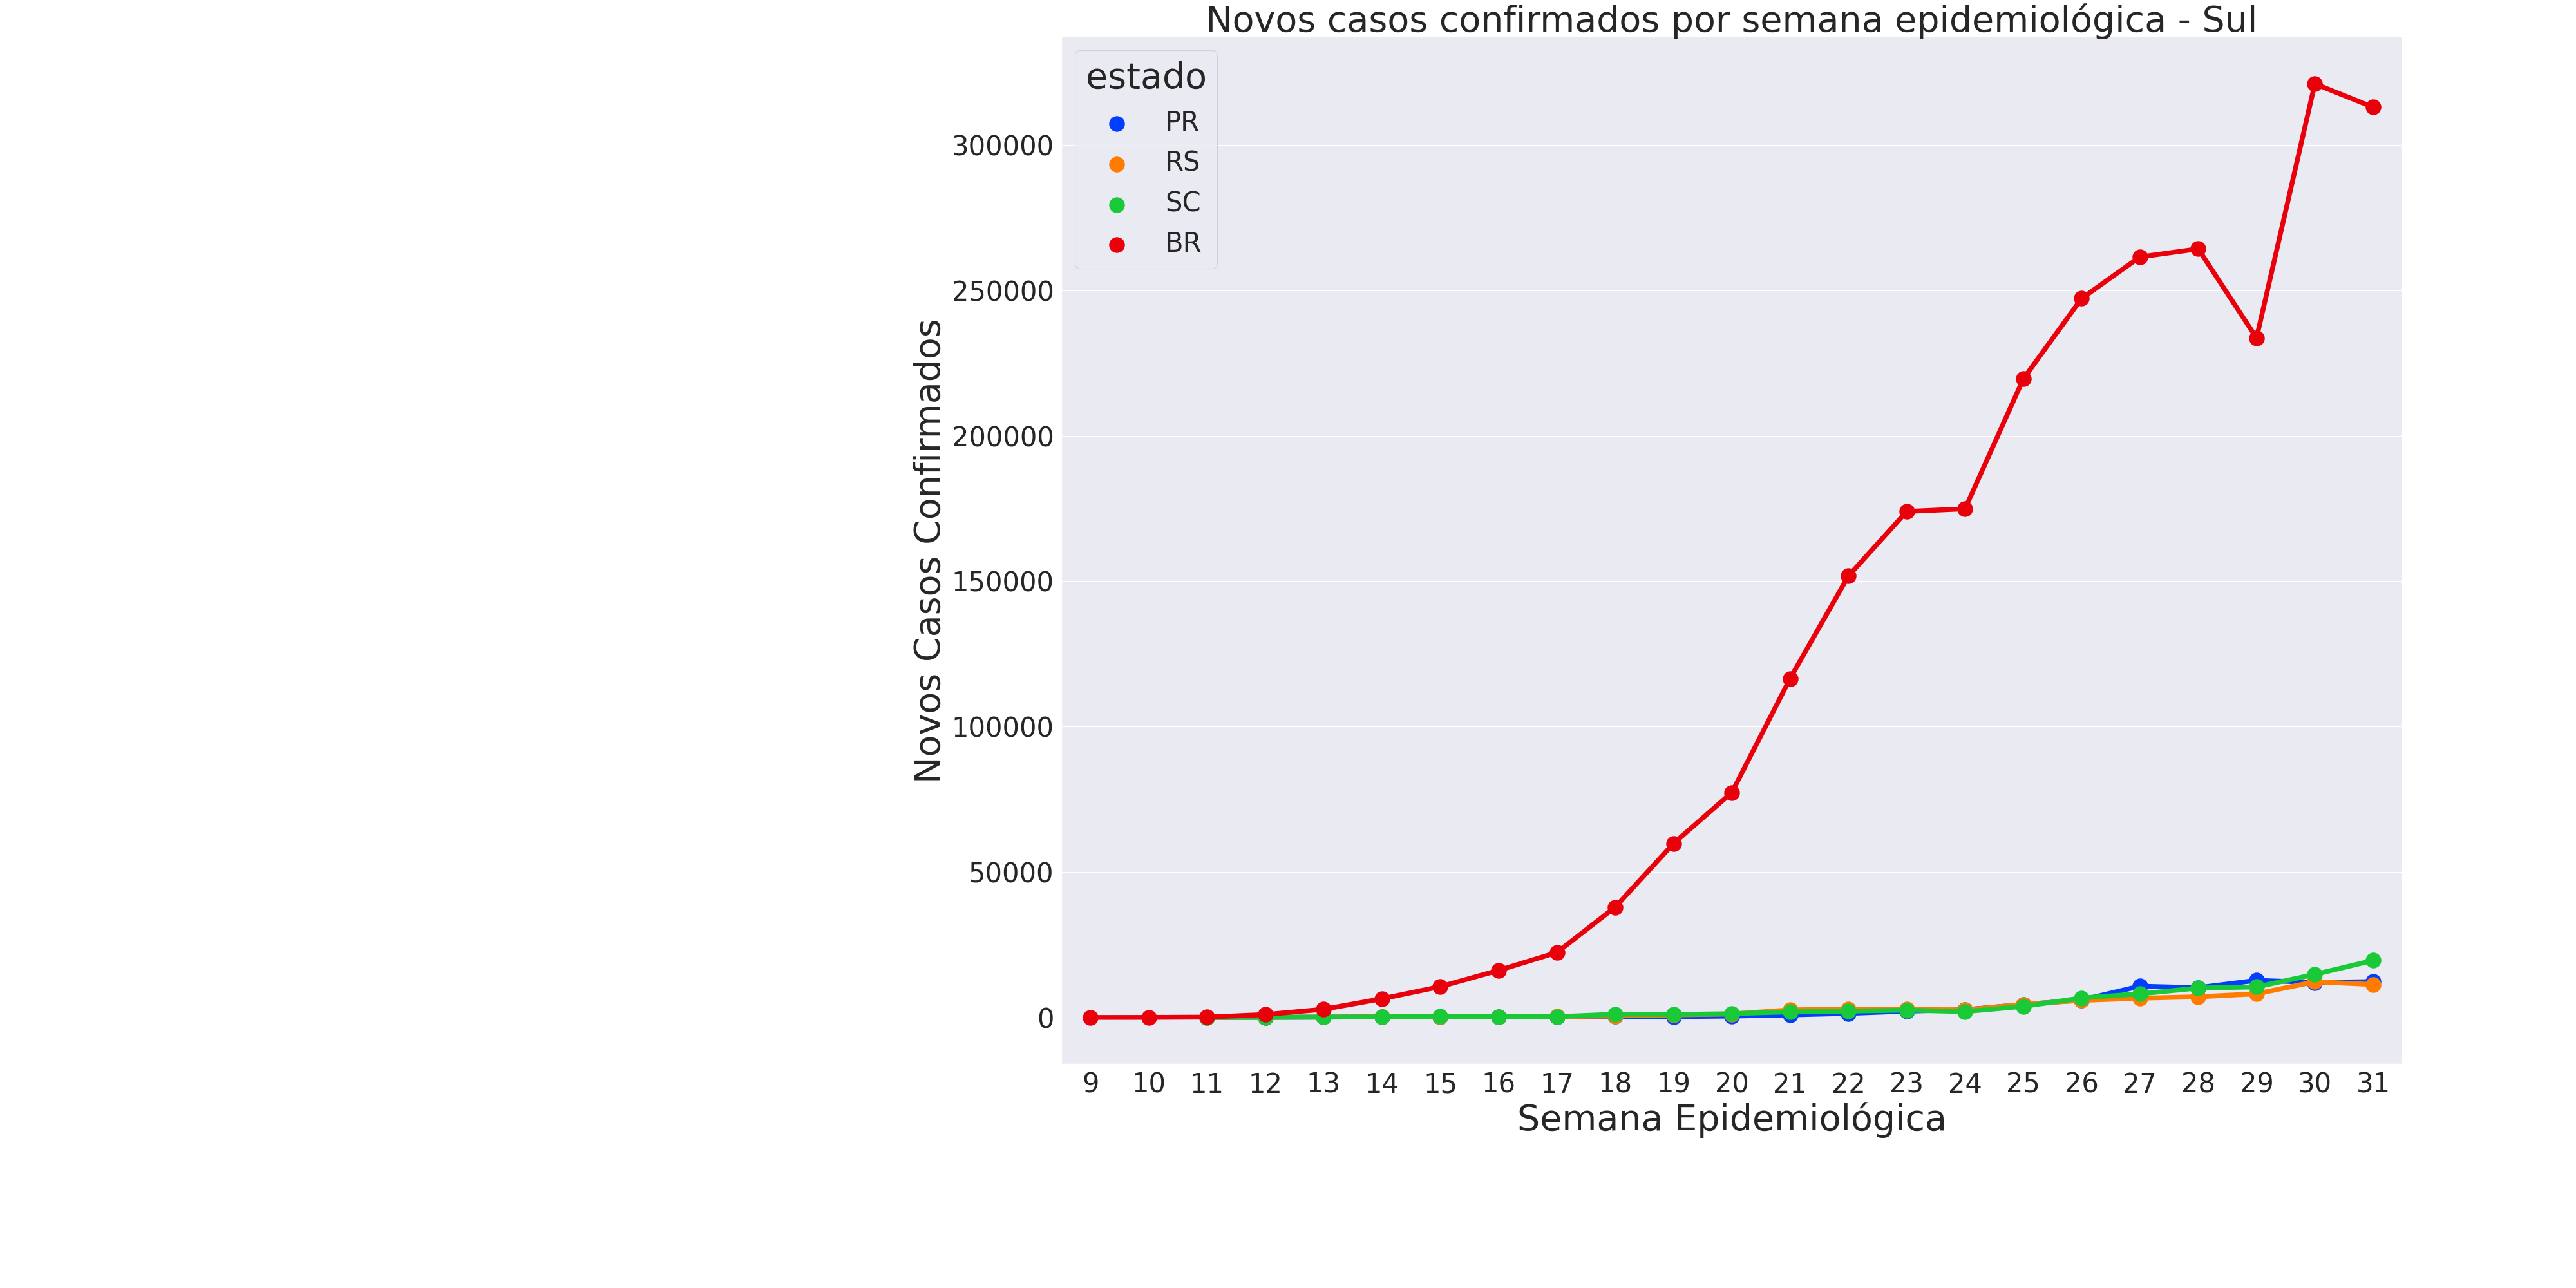 Novos casos confirmados por semana epidemiológica - Sul
estado
PR
RS
SC
BR
Novos Casos Confirmados
300000
250000
200000
150000
100000
50000
0
9 10 11 12 13 14 15 16 17 18 19 20 21 22 23 24 25 26 27 28 29 30 31
Semana Epidemiológica